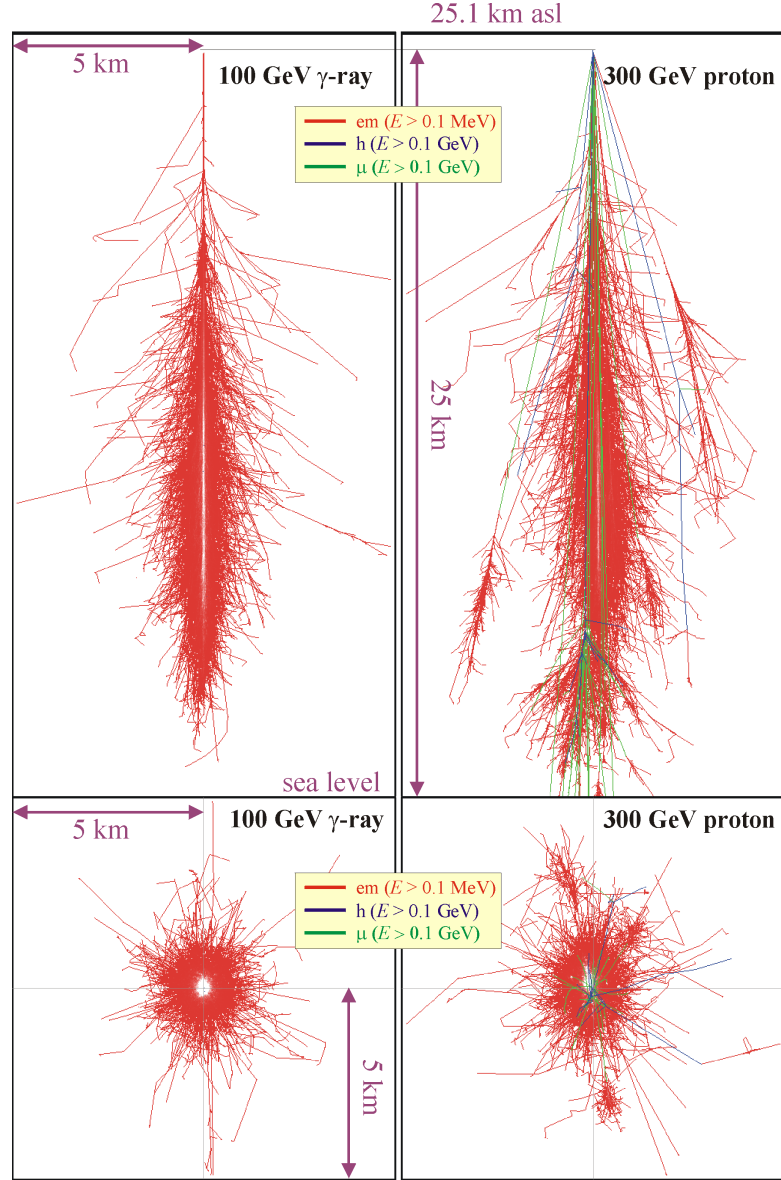 25.1 km asl
5 km
100 GeV γ-ray
300 GeV proton
em (E > 0.1 MeV)
h (E > 0.1 GeV)
μ (E > 0.1 GeV)
25 km
sea level
5 km
100 GeV γ-ray
300 GeV proton
em (E > 0.1 MeV)
h (E > 0.1 GeV)
μ (E > 0.1 GeV)
5 km